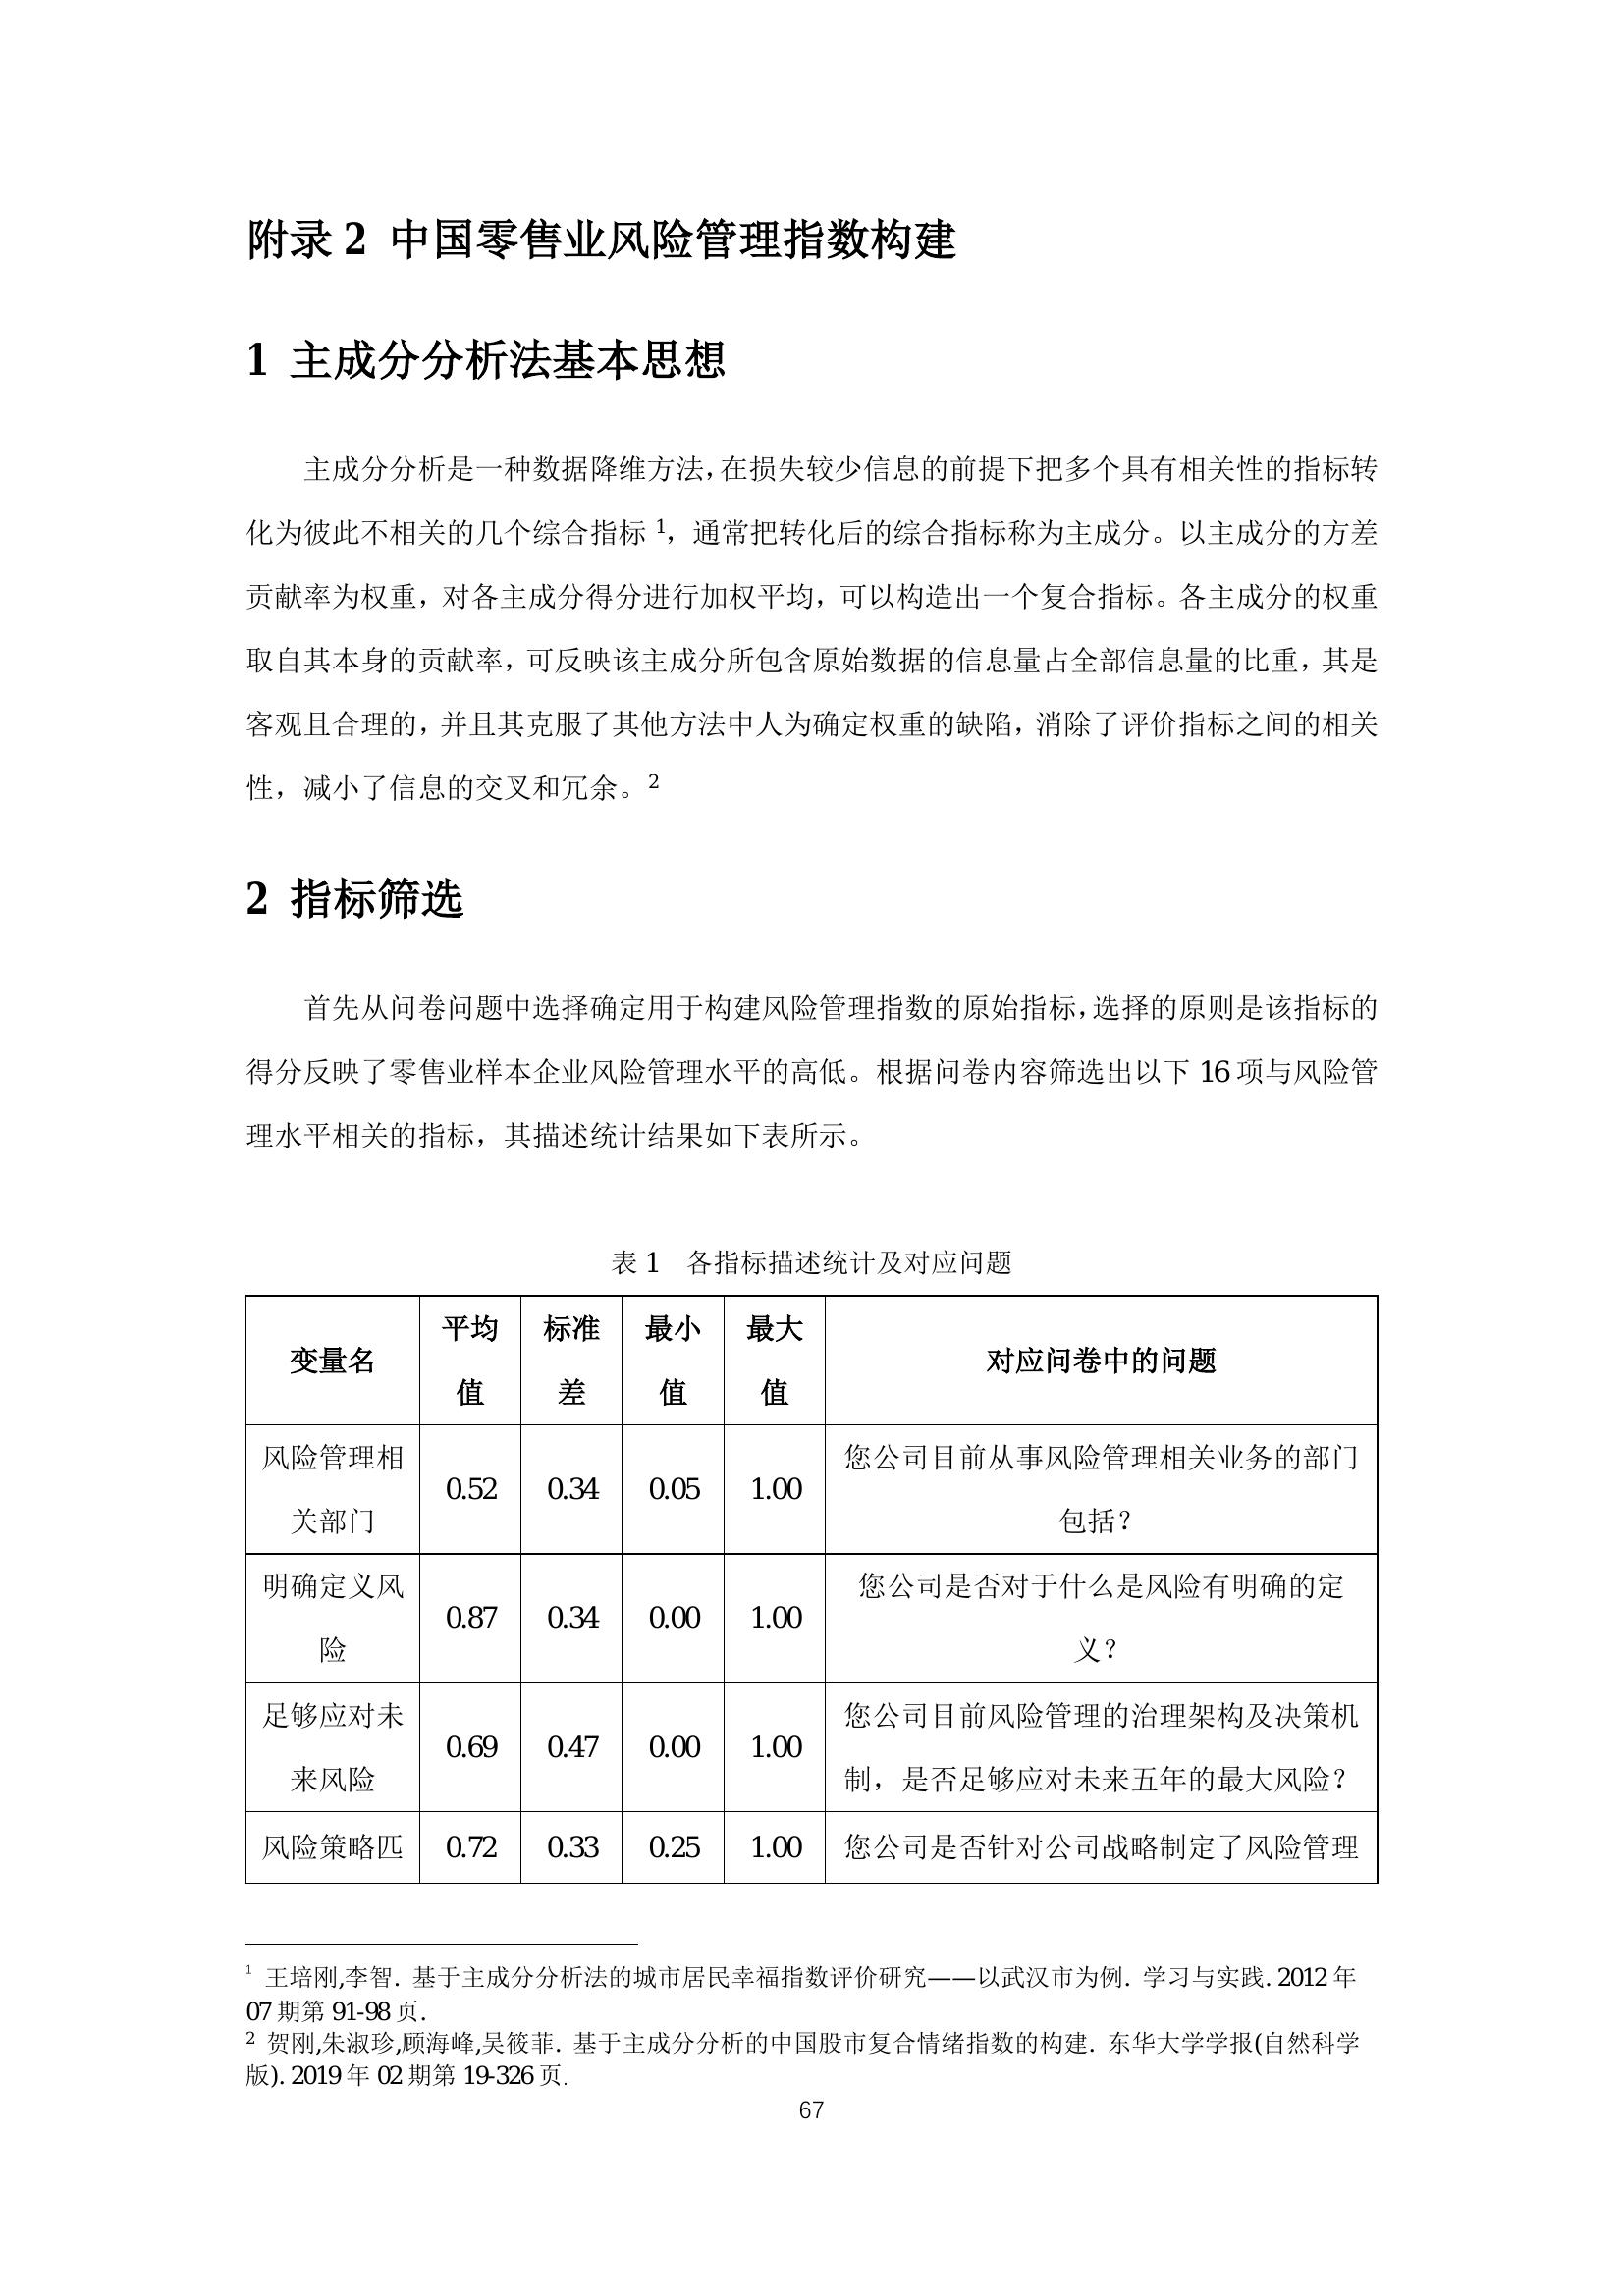 附录 2 中国零售业风险管理指数构建
1 主成分分析法基本思想
主成分分析是一种数据降维方法,在损失较少信息的前提下把多个具有相关性的指标转
化为彼此不相关的几个综合指标 1，通常把转化后的综合指标称为主成分。以主成分的方差
贡献率为权重，对各主成分得分进行加权平均，可以构造出一个复合指标。各主成分的权重
取自其本身的贡献率，可反映该主成分所包含原始数据的信息量占全部信息量的比重，其是
客观且合理的，并且其克服了其他方法中人为确定权重的缺陷，消除了评价指标之间的相关
性，减小了信息的交叉和冗余。2
2 指标筛选
首先从问卷问题中选择确定用于构建风险管理指数的原始指标，选择的原则是该指标的
得分反映了零售业样本企业风险管理水平的高低。根据问卷内容筛选出以下 16 项与风险管
理水平相关的指标，其描述统计结果如下表所示。
表 1 各指标描述统计及对应问题
变量名 平均值 标准差 最小值 最大值 对应问卷中的问题
风险管理相关部门 0.52 0.34 0.05 1.00 您公司目前从事风险管理相关业务的部门包括？
明确定义风险 0.87 0.34 0.00 1.00 您公司是否对于什么是风险有明确的定义？
足够应对未来风险 0.69 0.47 0.00 1.00 您公司目前风险管理的治理架构及决策机制，是否足够应对未来五年的最大风险？
风险策略匹 0.72 0.33 0.25 1.00 您公司是否针对公司战略制定了风险管理
1 王培刚,李智. 基于主成分分析法的城市居民幸福指数评价研究——以武汉市为例. 学习与实践. 2012 年
07 期第 91-98 页.
2 贺刚,朱淑珍,顾海峰,吴筱菲. 基于主成分分析的中国股市复合情绪指数的构建. 东华大学学报(自然科学
版). 2019 年 02 期第 19-326 页.
67